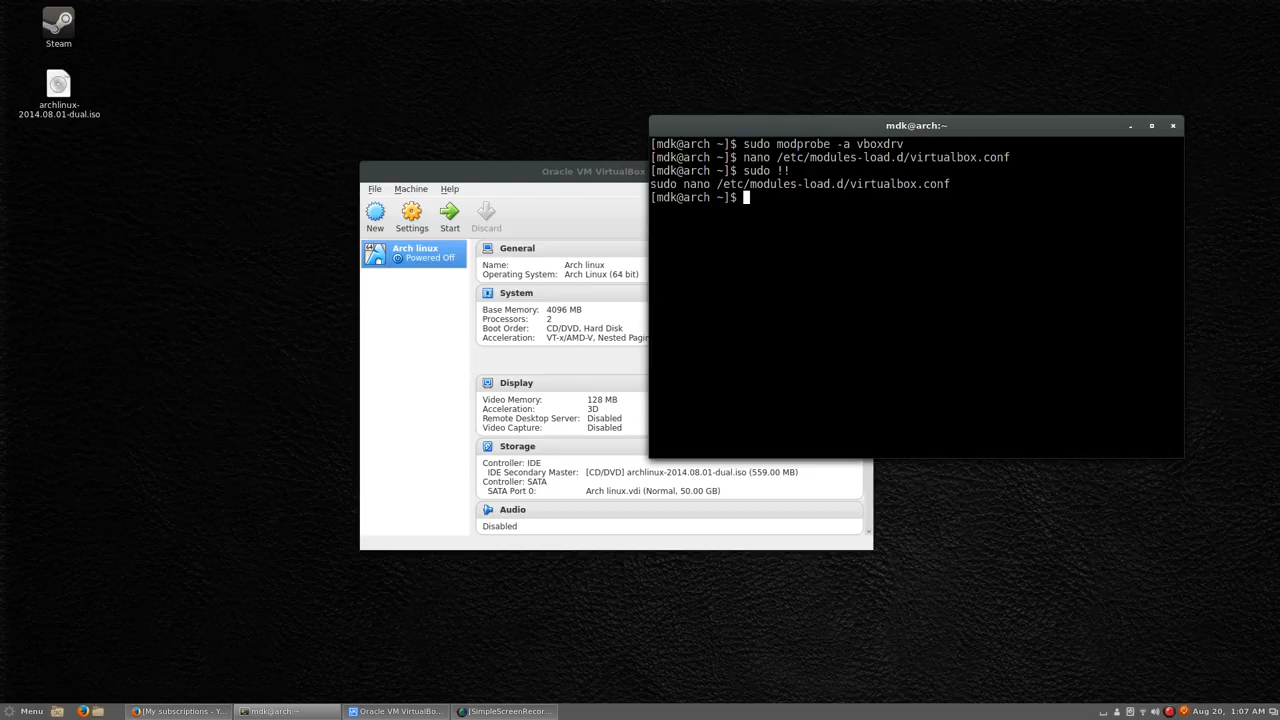 Steam
archlinux-
2014.08.01-dual.iso
mdk@arch:~
[mdk@arch ~]$ sudo modprobe -a vboxdrv
[mdk@arch ~]$ nano /etc/modules-load.d/virtualbox.conf
[mdk@arch ~]$ sudo !!
sudo nano /etc/modules-load.d/virtualbox.conf
[mdk@arch ~]$
Oracle VM VirtualBox
File Machine Help
New Settings Start Discard
Arch linux
Powered Off
General
Name: Arch linux
Operating System: Arch Linux (64 bit)
System
Base Memory: 4096 MB
Processors: 2
Boot Order: CD/DVD, Hard Disk
Acceleration: VT-x/AMD-V, Nested Pagin
Display
Video Memory: 128 MB
Acceleration: 3D
Remote Desktop Server: Disabled
Video Capture: Disabled
Storage
Controller: IDE
IDE Secondary Master: [CD/DVD] archlinux-2014.08.01-dual.iso (559.00 MB)
Controller: SATA
SATA Port 0: Arch linux.vdi (Normal, 50.00 GB)
Audio
Disabled
Menu [My subscriptions - Y... mdk@arch:~ Oracle VM VirtualBo... [SimpleScreenRecor... Aug 20, 1:07 AM